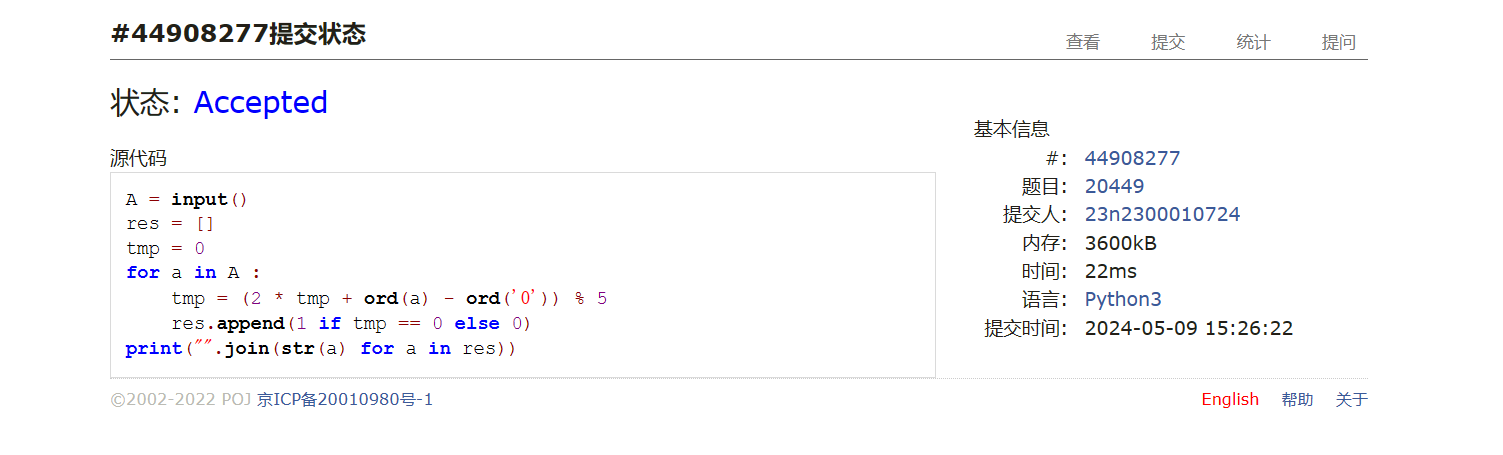 #44908277提交状态
查看 提交 统计 提问
状态: Accepted
源代码
A = input()
res = []
tmp = 0
for a in A :
    tmp = (2 * tmp + ord(a) - ord('0')) % 5
    res.append(1 if tmp == 0 else 0)
print("".join(str(a) for a in res))
基本信息
#: 44908277
题目: 20449
提交人: 23n2300010724
内存: 3600kB
时间: 22ms
语言: Python3
提交时间: 2024-05-09 15:26:22
©2002-2022 POJ 京ICP备20010980号-1
English 帮助 关于